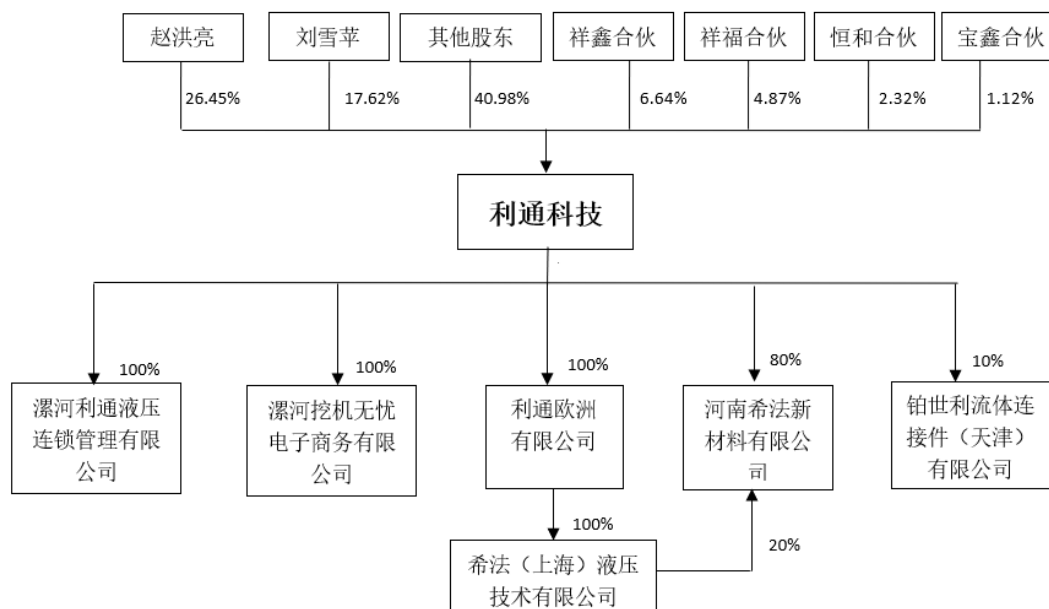 赵洪亮
刘雪苹
其他股东
祥鑫合伙
祥福合伙
恒和合伙
宝鑫合伙
26.45%
17.62%
40.98%
6.64%
4.87%
2.32%
1.12%
利通科技
100%
100%
100%
80%
10%
漯河利通液压
连锁管理有限
公司
漯河挖机无忧
电子商务有限
公司
利通欧洲
有限公司
河南希法新
材料有限公
司
铂世利流体连
接件（天津）
有限公司
100%
20%
希法（上海）液压
技术有限公司